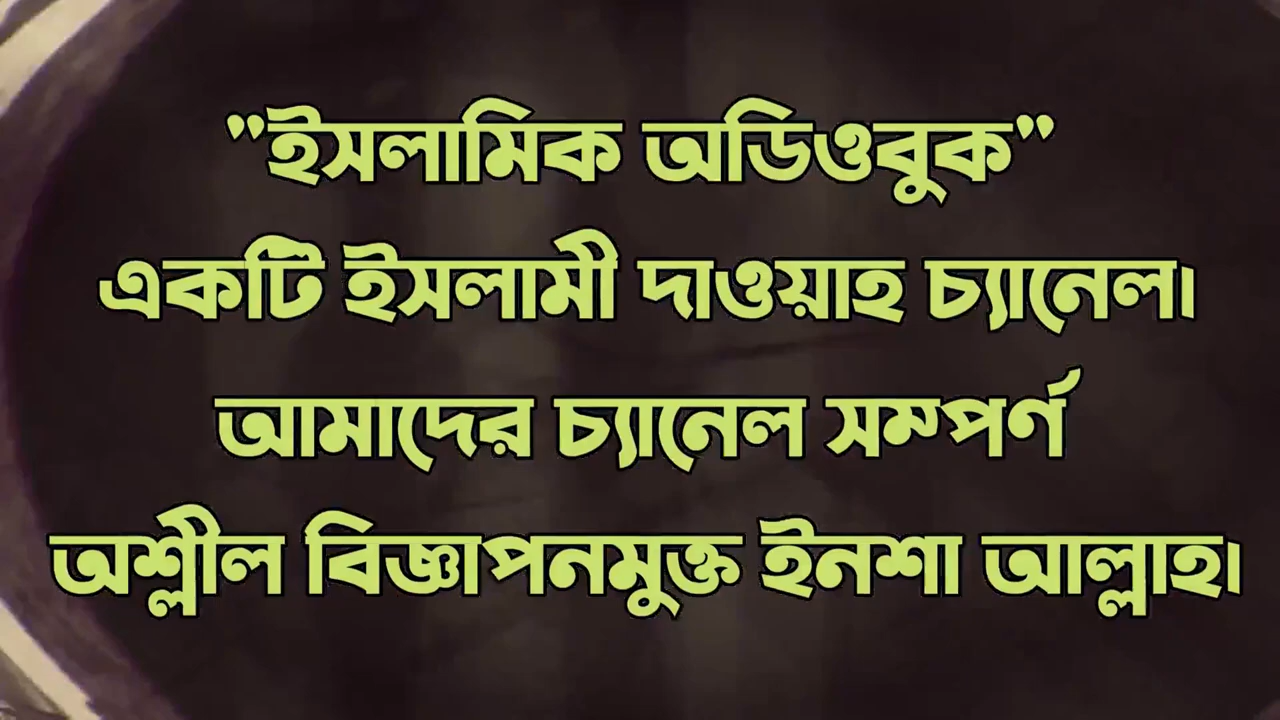 "ইসলামিক অডিওবুক"
একটি ইসলামী দাওয়াহ চ্যানেল।
আমাদের চ্যানেল সম্পর্ণ
অশ্লীল বিজ্ঞাপনমুক্ত ইনশা আল্লাহ।